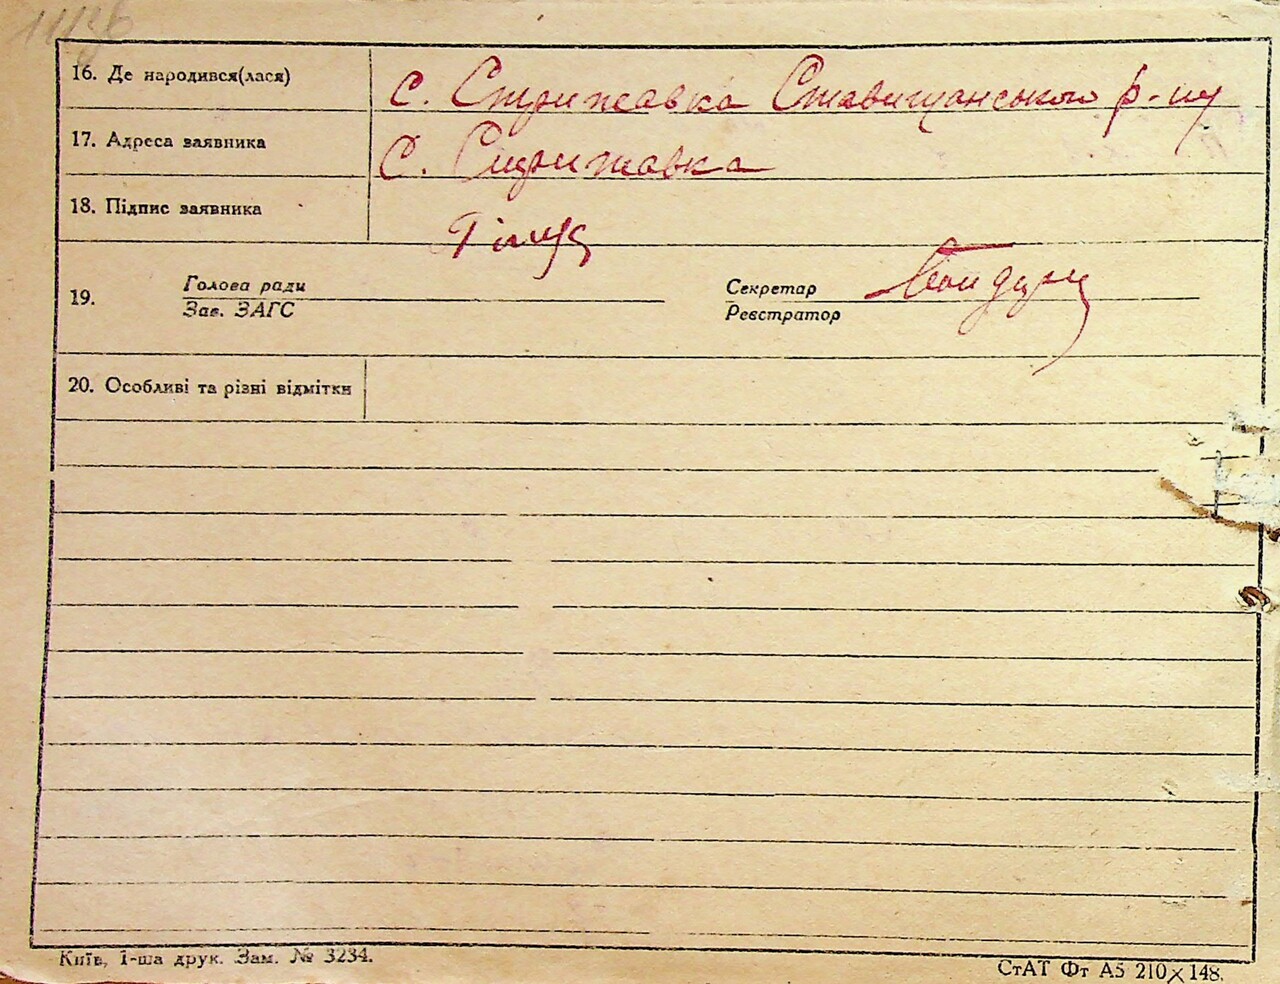 16. Де народився(лася) с. Стрижавка Ставищанського р-ну
17. Адреса заявника с. Стрижавка
18. Підпис заявника
19. Голова ради Секретар
Зав. ЗАГС Реєстратор
20. Особливі та різні відмітки
Київ, 1-ша друк. Зам. № 3234.
СтАТ Фт А5 210×148.